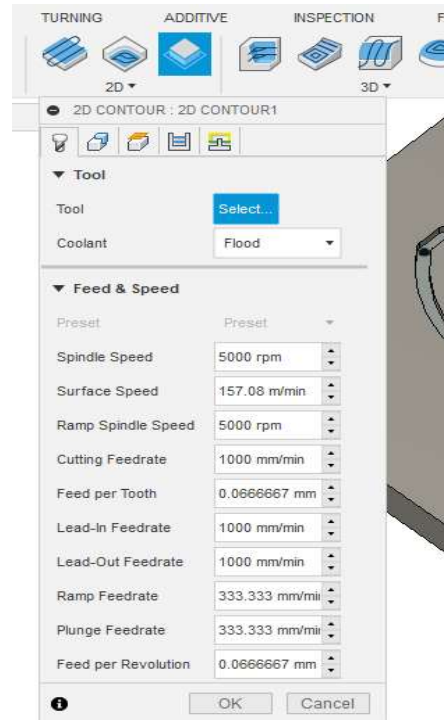 TURNING ADDITIVE INSPECTION F
2D 3D
2D CONTOUR : 2D CONTOUR1
Tool
Tool Select...
Coolant Flood
Feed & Speed
Preset Preset
Spindle Speed 5000 rpm
Surface Speed 157.08 m/min
Ramp Spindle Speed 5000 rpm
Cutting Feedrate 1000 mm/min
Feed per Tooth 0.0666667 mm
Lead-In Feedrate 1000 mm/min
Lead-Out Feedrate 1000 mm/min
Ramp Feedrate 333.333 mm/mi
Plunge Feedrate 333.333 mm/mi
Feed per Revolution 0.0666667 mm
OK Cancel